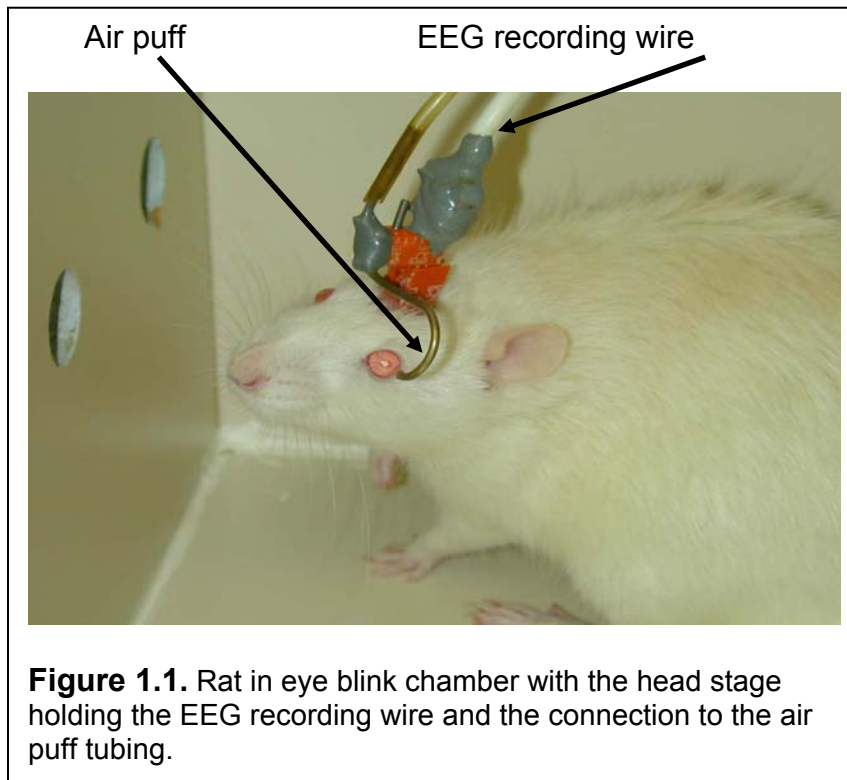 Air puff EEG recording wire
Figure 1.1. Rat in eye blink chamber with the head stage
holding the EEG recording wire and the connection to the air
puff tubing.